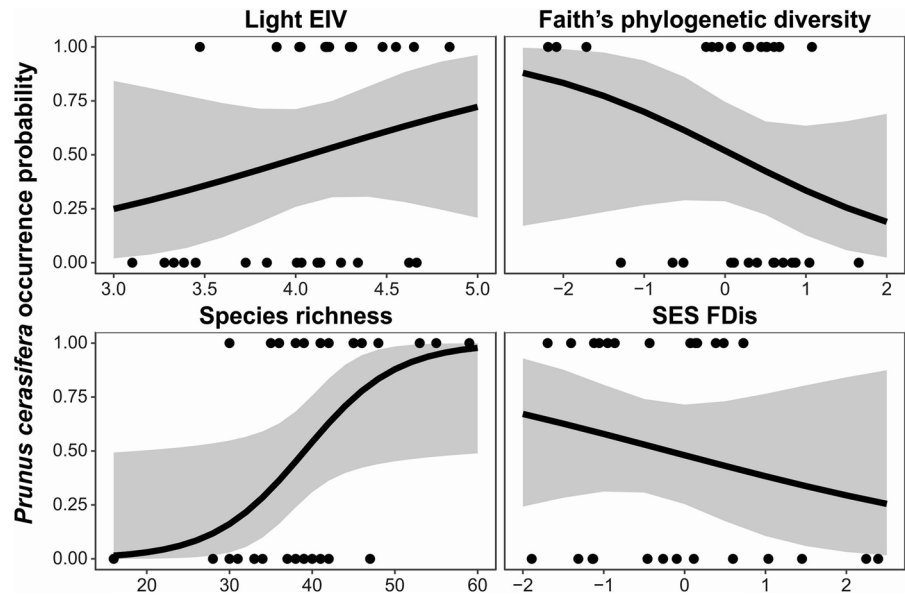 Light EIV
Faith's phylogenetic diversity
1.00
0.75
0.50
0.25
0.00
3.0 3.5 4.0 4.5 5.0
−2 −1 0 1 2
Species richness
SES FDis
1.00
0.75
0.50
0.25
0.00
20 30 40 50 60
−2 −1 0 1 2
Prunus cerasifera occurrence probability